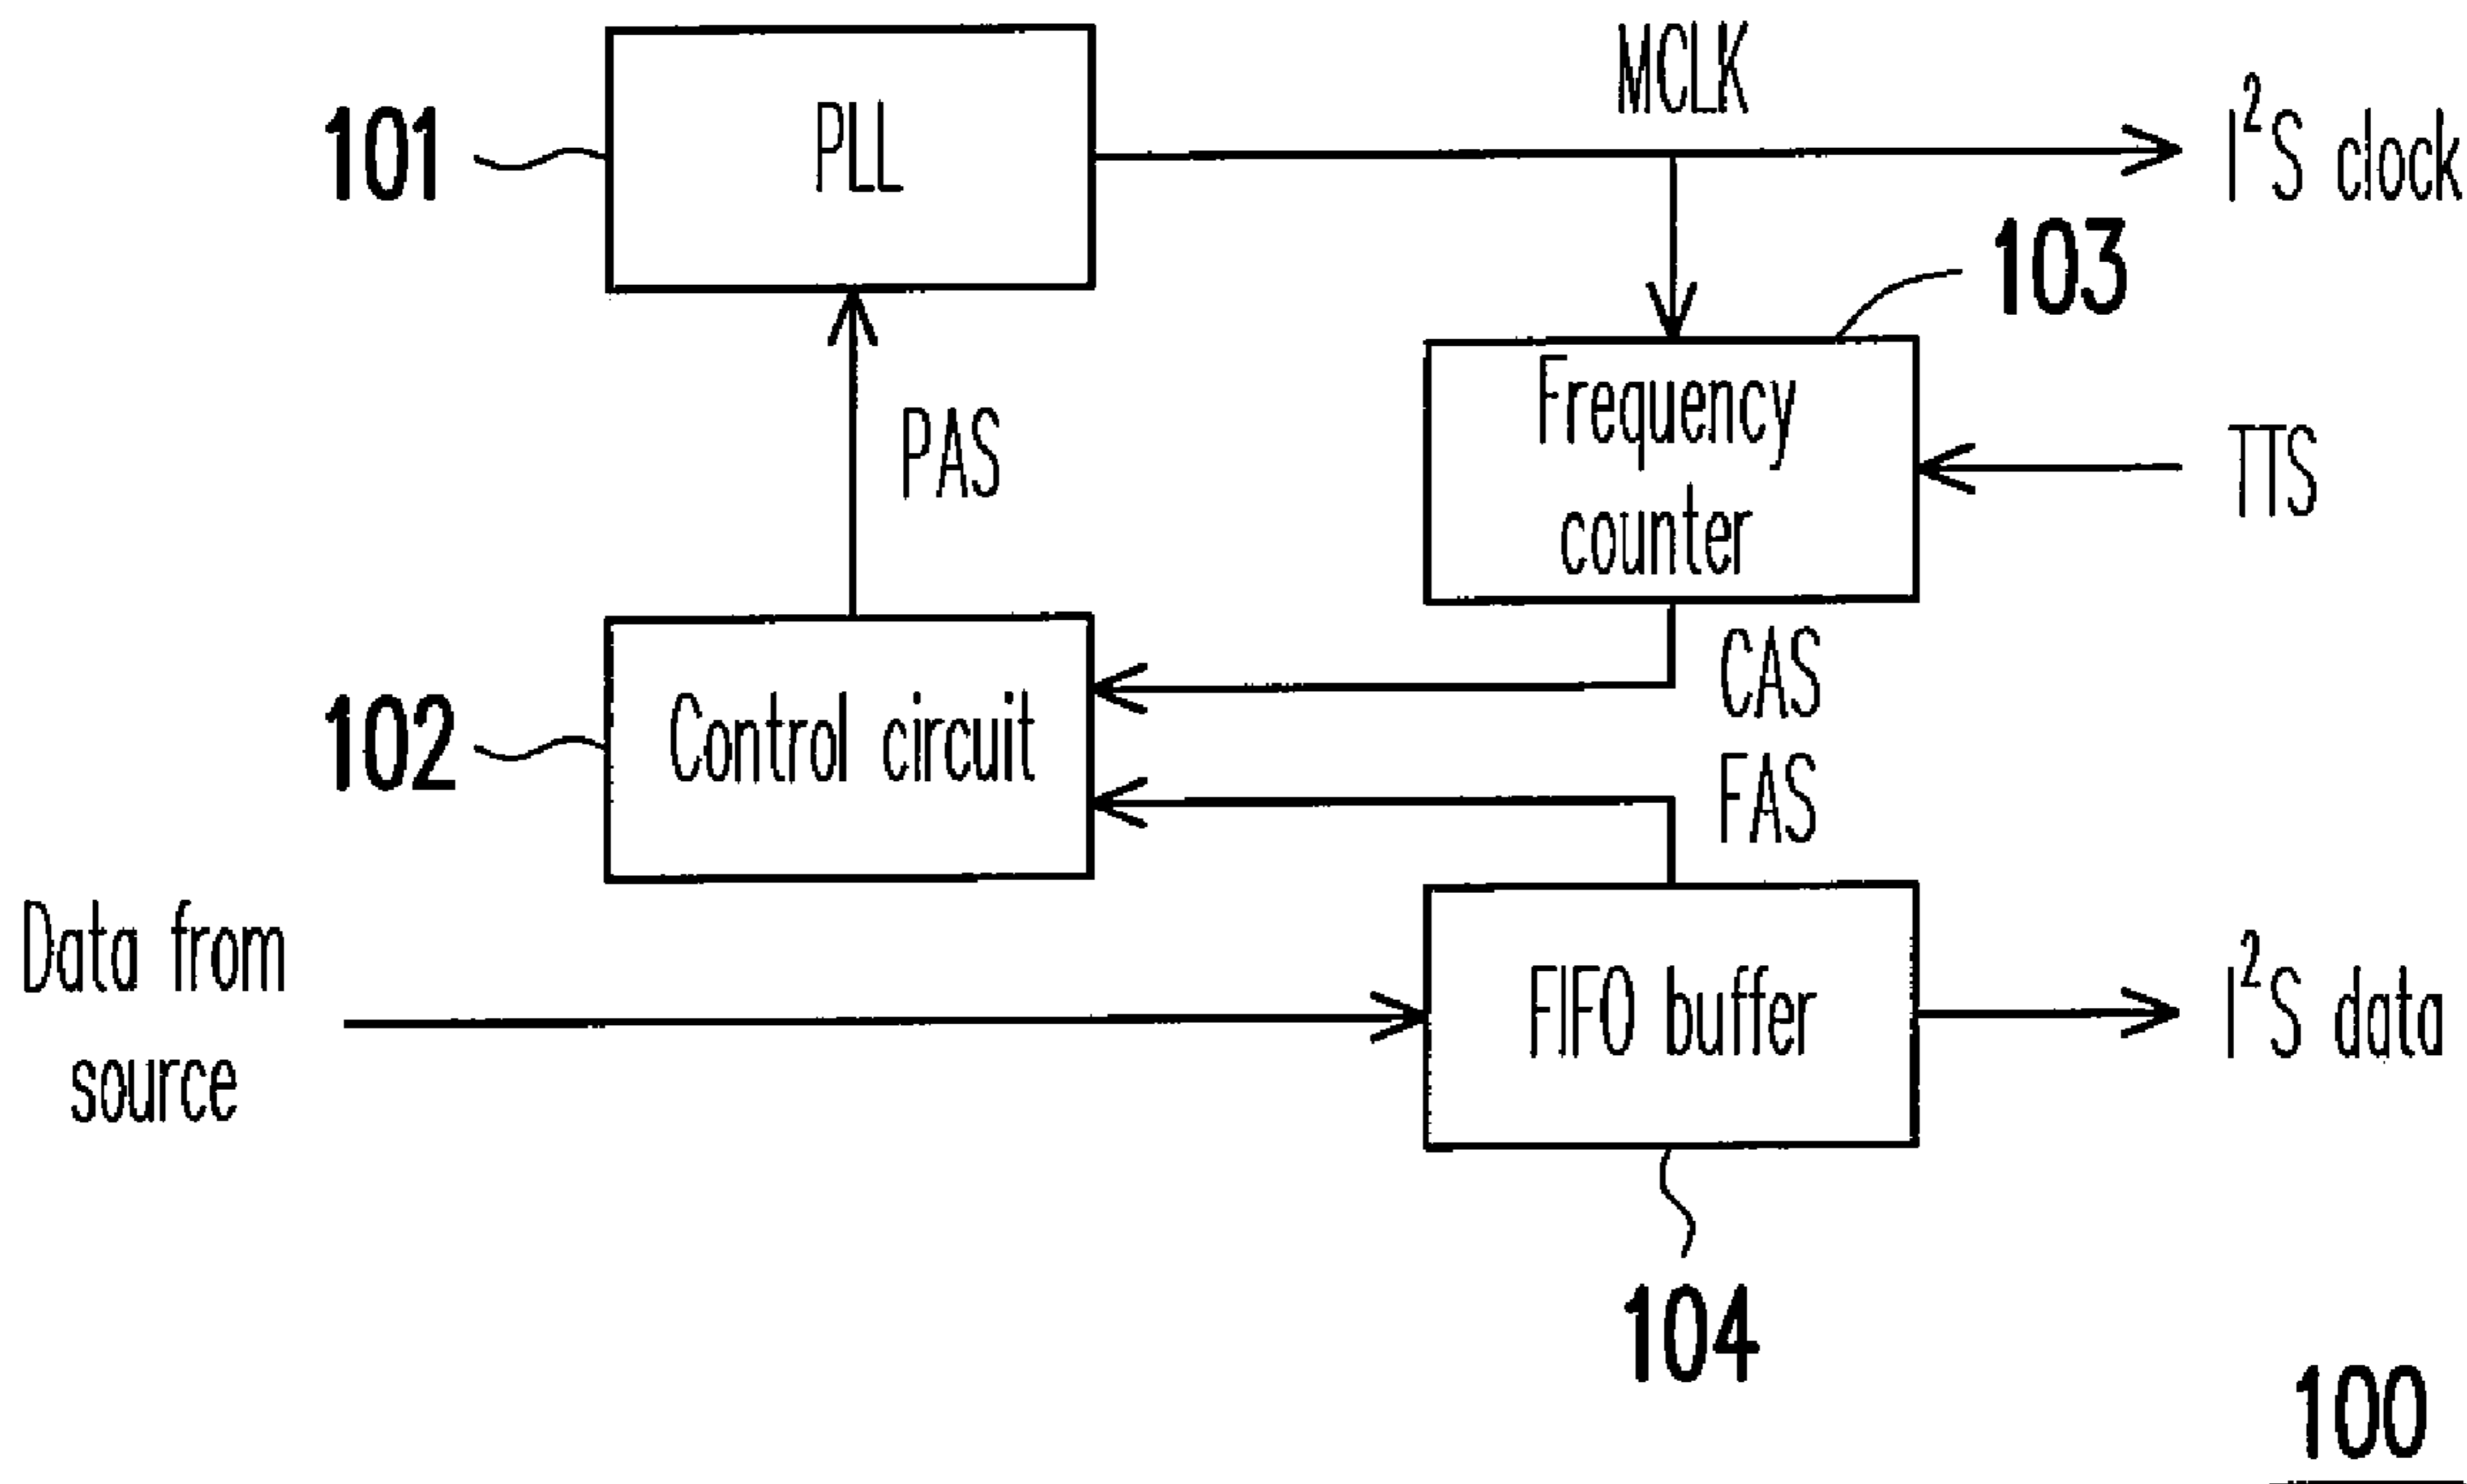 MCLK
101
PLL
I²S clock
103
Frequency
counter
TTS
PAS
CAS
102
Control circuit
FAS
Data from
source
FIFO buffer
I²S data
104
100